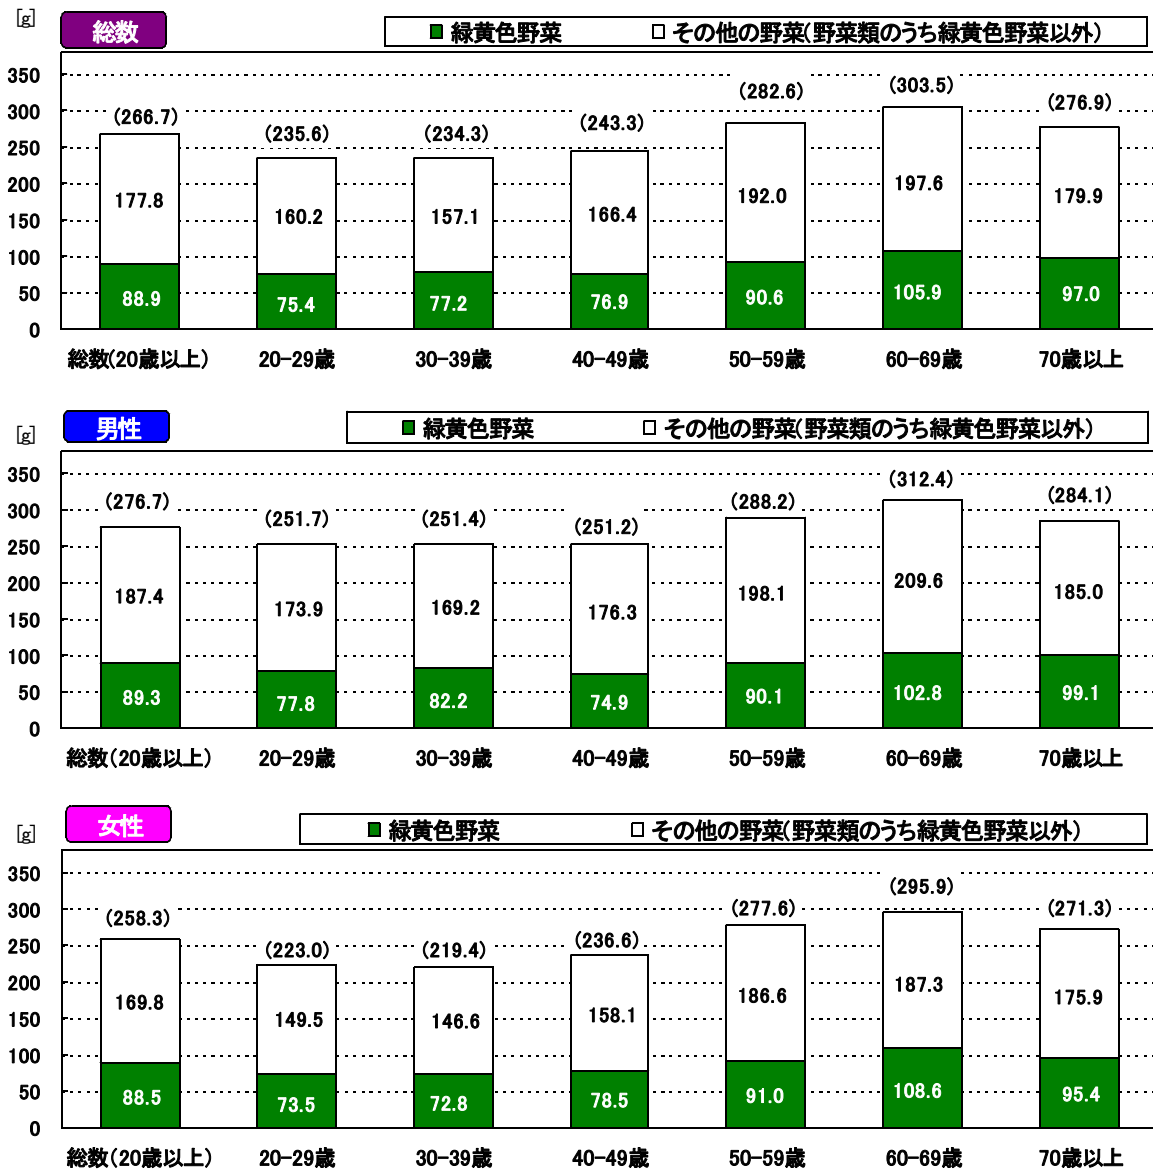 [g]
総数
緑黄色野菜 その他の野菜(野菜類のうち緑黄色野菜以外)
350
300
250
200
150
100
50
0
(266.7) (235.6) (234.3) (243.3) (282.6) (303.5) (276.9)
177.8 160.2 157.1 166.4 192.0 197.6 179.9
88.9 75.4 77.2 76.9 90.6 105.9 97.0
総数(20歳以上) 20-29歳 30-39歳 40-49歳 50-59歳 60-69歳 70歳以上
[g]
男性
緑黄色野菜 その他の野菜(野菜類のうち緑黄色野菜以外)
350
300
250
200
150
100
50
0
(276.7) (251.7) (251.4) (251.2) (288.2) (312.4) (284.1)
187.4 173.9 169.2 176.3 198.1 209.6 185.0
89.3 77.8 82.2 74.9 90.1 102.8 99.1
総数(20歳以上) 20-29歳 30-39歳 40-49歳 50-59歳 60-69歳 70歳以上
[g]
女性
緑黄色野菜 その他の野菜(野菜類のうち緑黄色野菜以外)
350
300
250
200
150
100
50
0
(258.3) (223.0) (219.4) (236.6) (277.6) (295.9) (271.3)
169.8 149.5 146.6 158.1 186.6 187.3 175.9
88.5 73.5 72.8 78.5 91.0 108.6 95.4
総数(20歳以上) 20-29歳 30-39歳 40-49歳 50-59歳 60-69歳 70歳以上